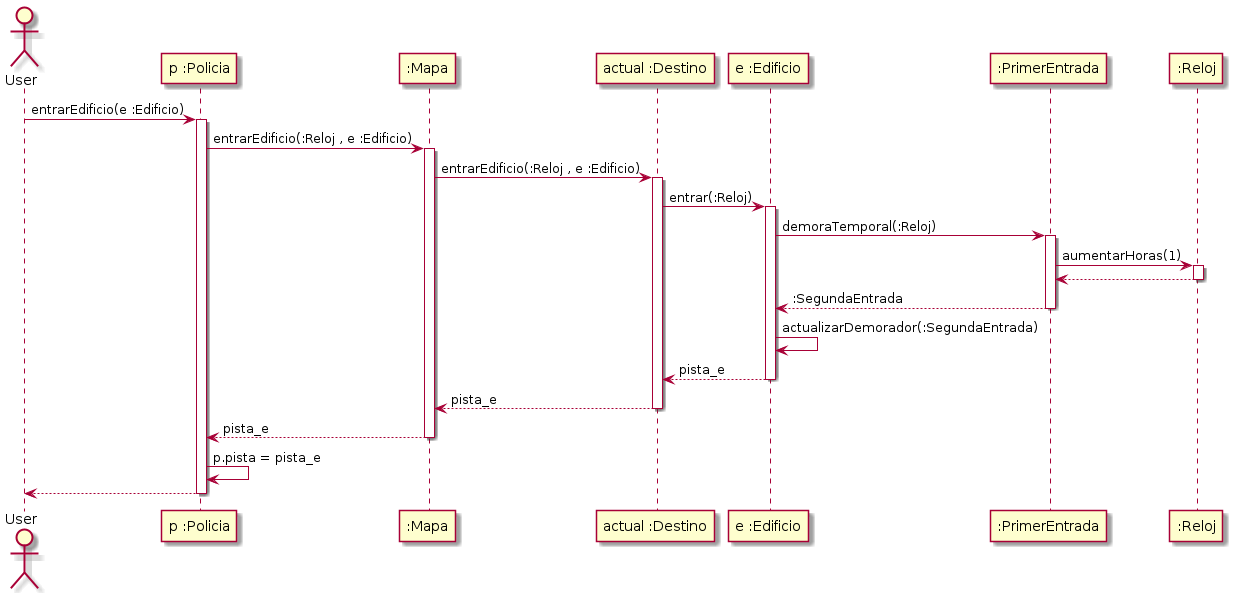 User
p :Policia
:Mapa
actual :Destino
e :Edificio
:PrimerEntrada
:Reloj
entrarEdificio(e :Edificio)
entrarEdificio(:Reloj , e :Edificio)
entrarEdificio(:Reloj , e :Edificio)
entrar(:Reloj)
demoraTemporal(:Reloj)
aumentarHoras(1)
:SegundaEntrada
actualizarDemorador(:SegundaEntrada)
pista_e
pista_e
pista_e
p.pista = pista_e
User
p :Policia
:Mapa
actual :Destino
e :Edificio
:PrimerEntrada
:Reloj